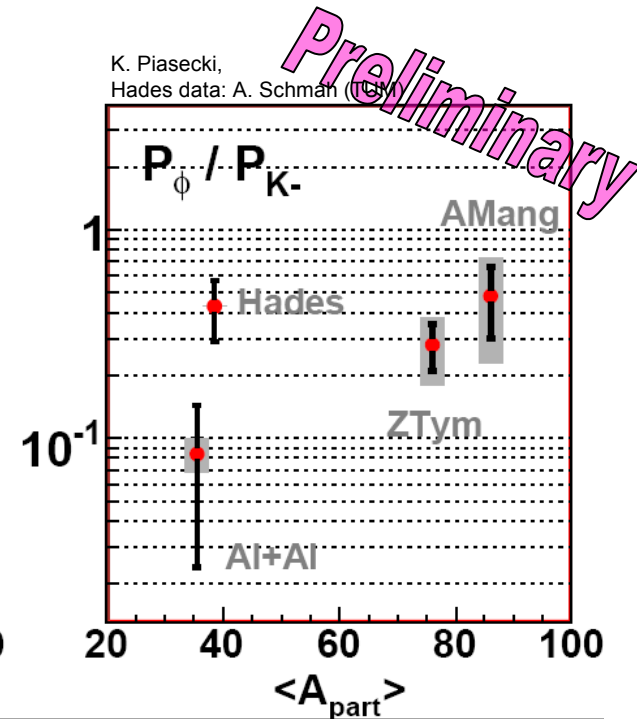 K. Piasecki,
Hades data: A. Schmah (TUM)
Preliminary
Pϕ / PK-
AMang
1
Hades
ZTym
10-1
Al+Al
0
20 40 60 80 100
<Apart>